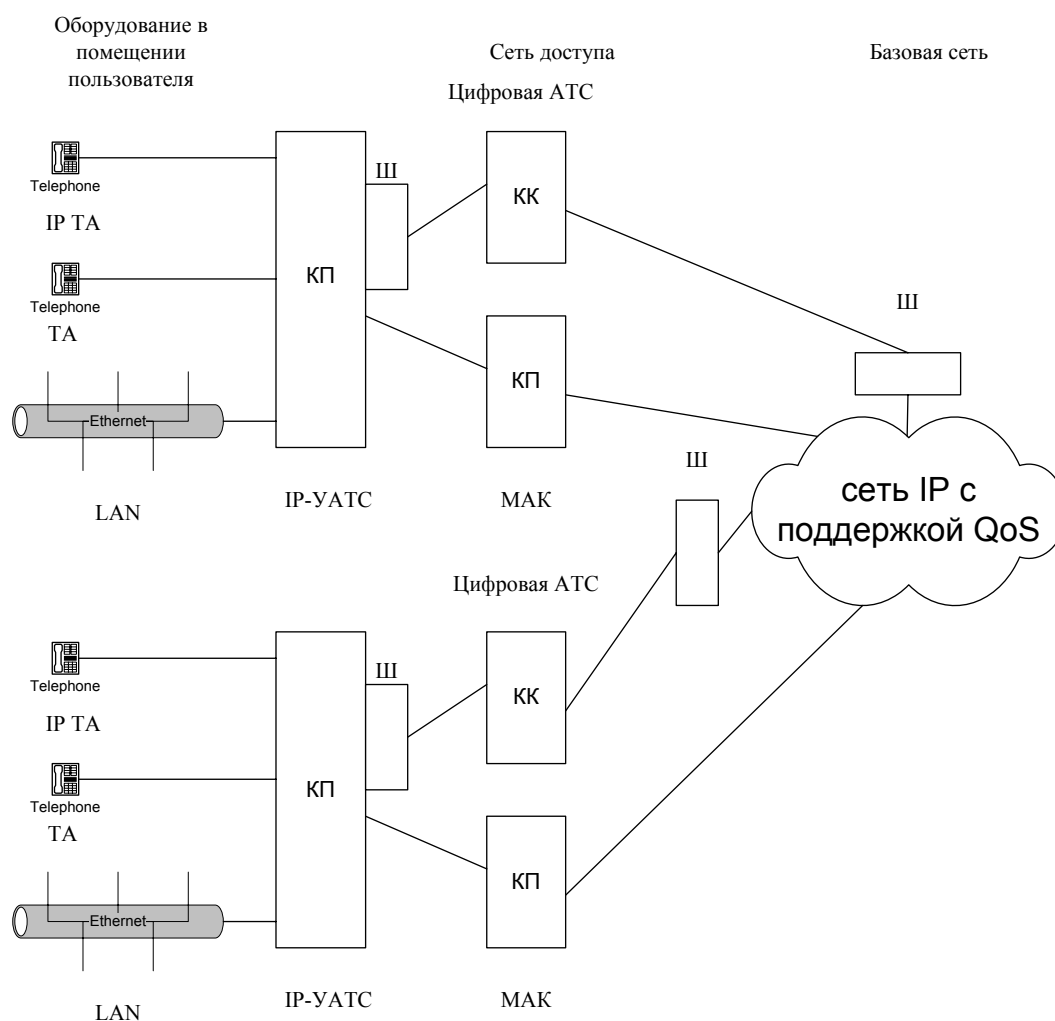 Оборудование в
помещении
пользователя
Сеть доступа
Базовая сеть
Цифровая АТС
Telephone
IP ТА
Ш
КК
КП
Telephone
ТА
Ш
КП
Ethernet
LAN
IP-УАТС
МАК
Ш
сеть IP с
поддержкой QoS
Цифровая АТС
Telephone
IP ТА
Ш
КК
КП
Telephone
ТА
КП
Ethernet
LAN
IP-УАТС
МАК